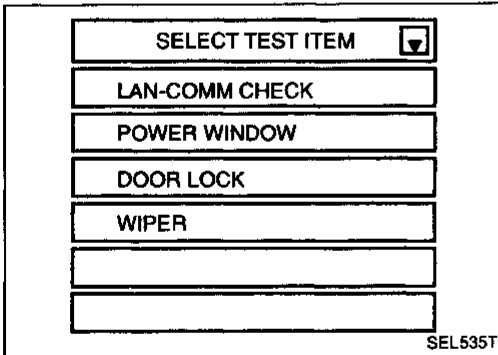 SELECT TEST ITEM
LAN-COMM CHECK
POWER WINDOW
DOOR LOCK
WIPER
SEL535T